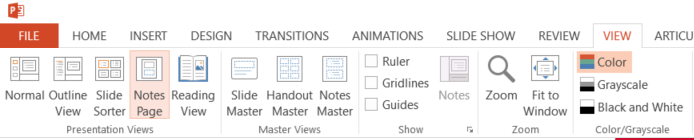 FILE HOME INSERT DESIGN TRANSITIONS ANIMATIONS SLIDE SHOW REVIEW VIEW ARTICU
Normal Outline View Slide Sorter Notes Page Reading View
Presentation Views
Slide Master Handout Master Notes Master
Master Views
Ruler
Gridlines
Guides
Notes
Show
Zoom Fit to Window
Zoom
Color
Grayscale
Black and White
Color/Grayscale